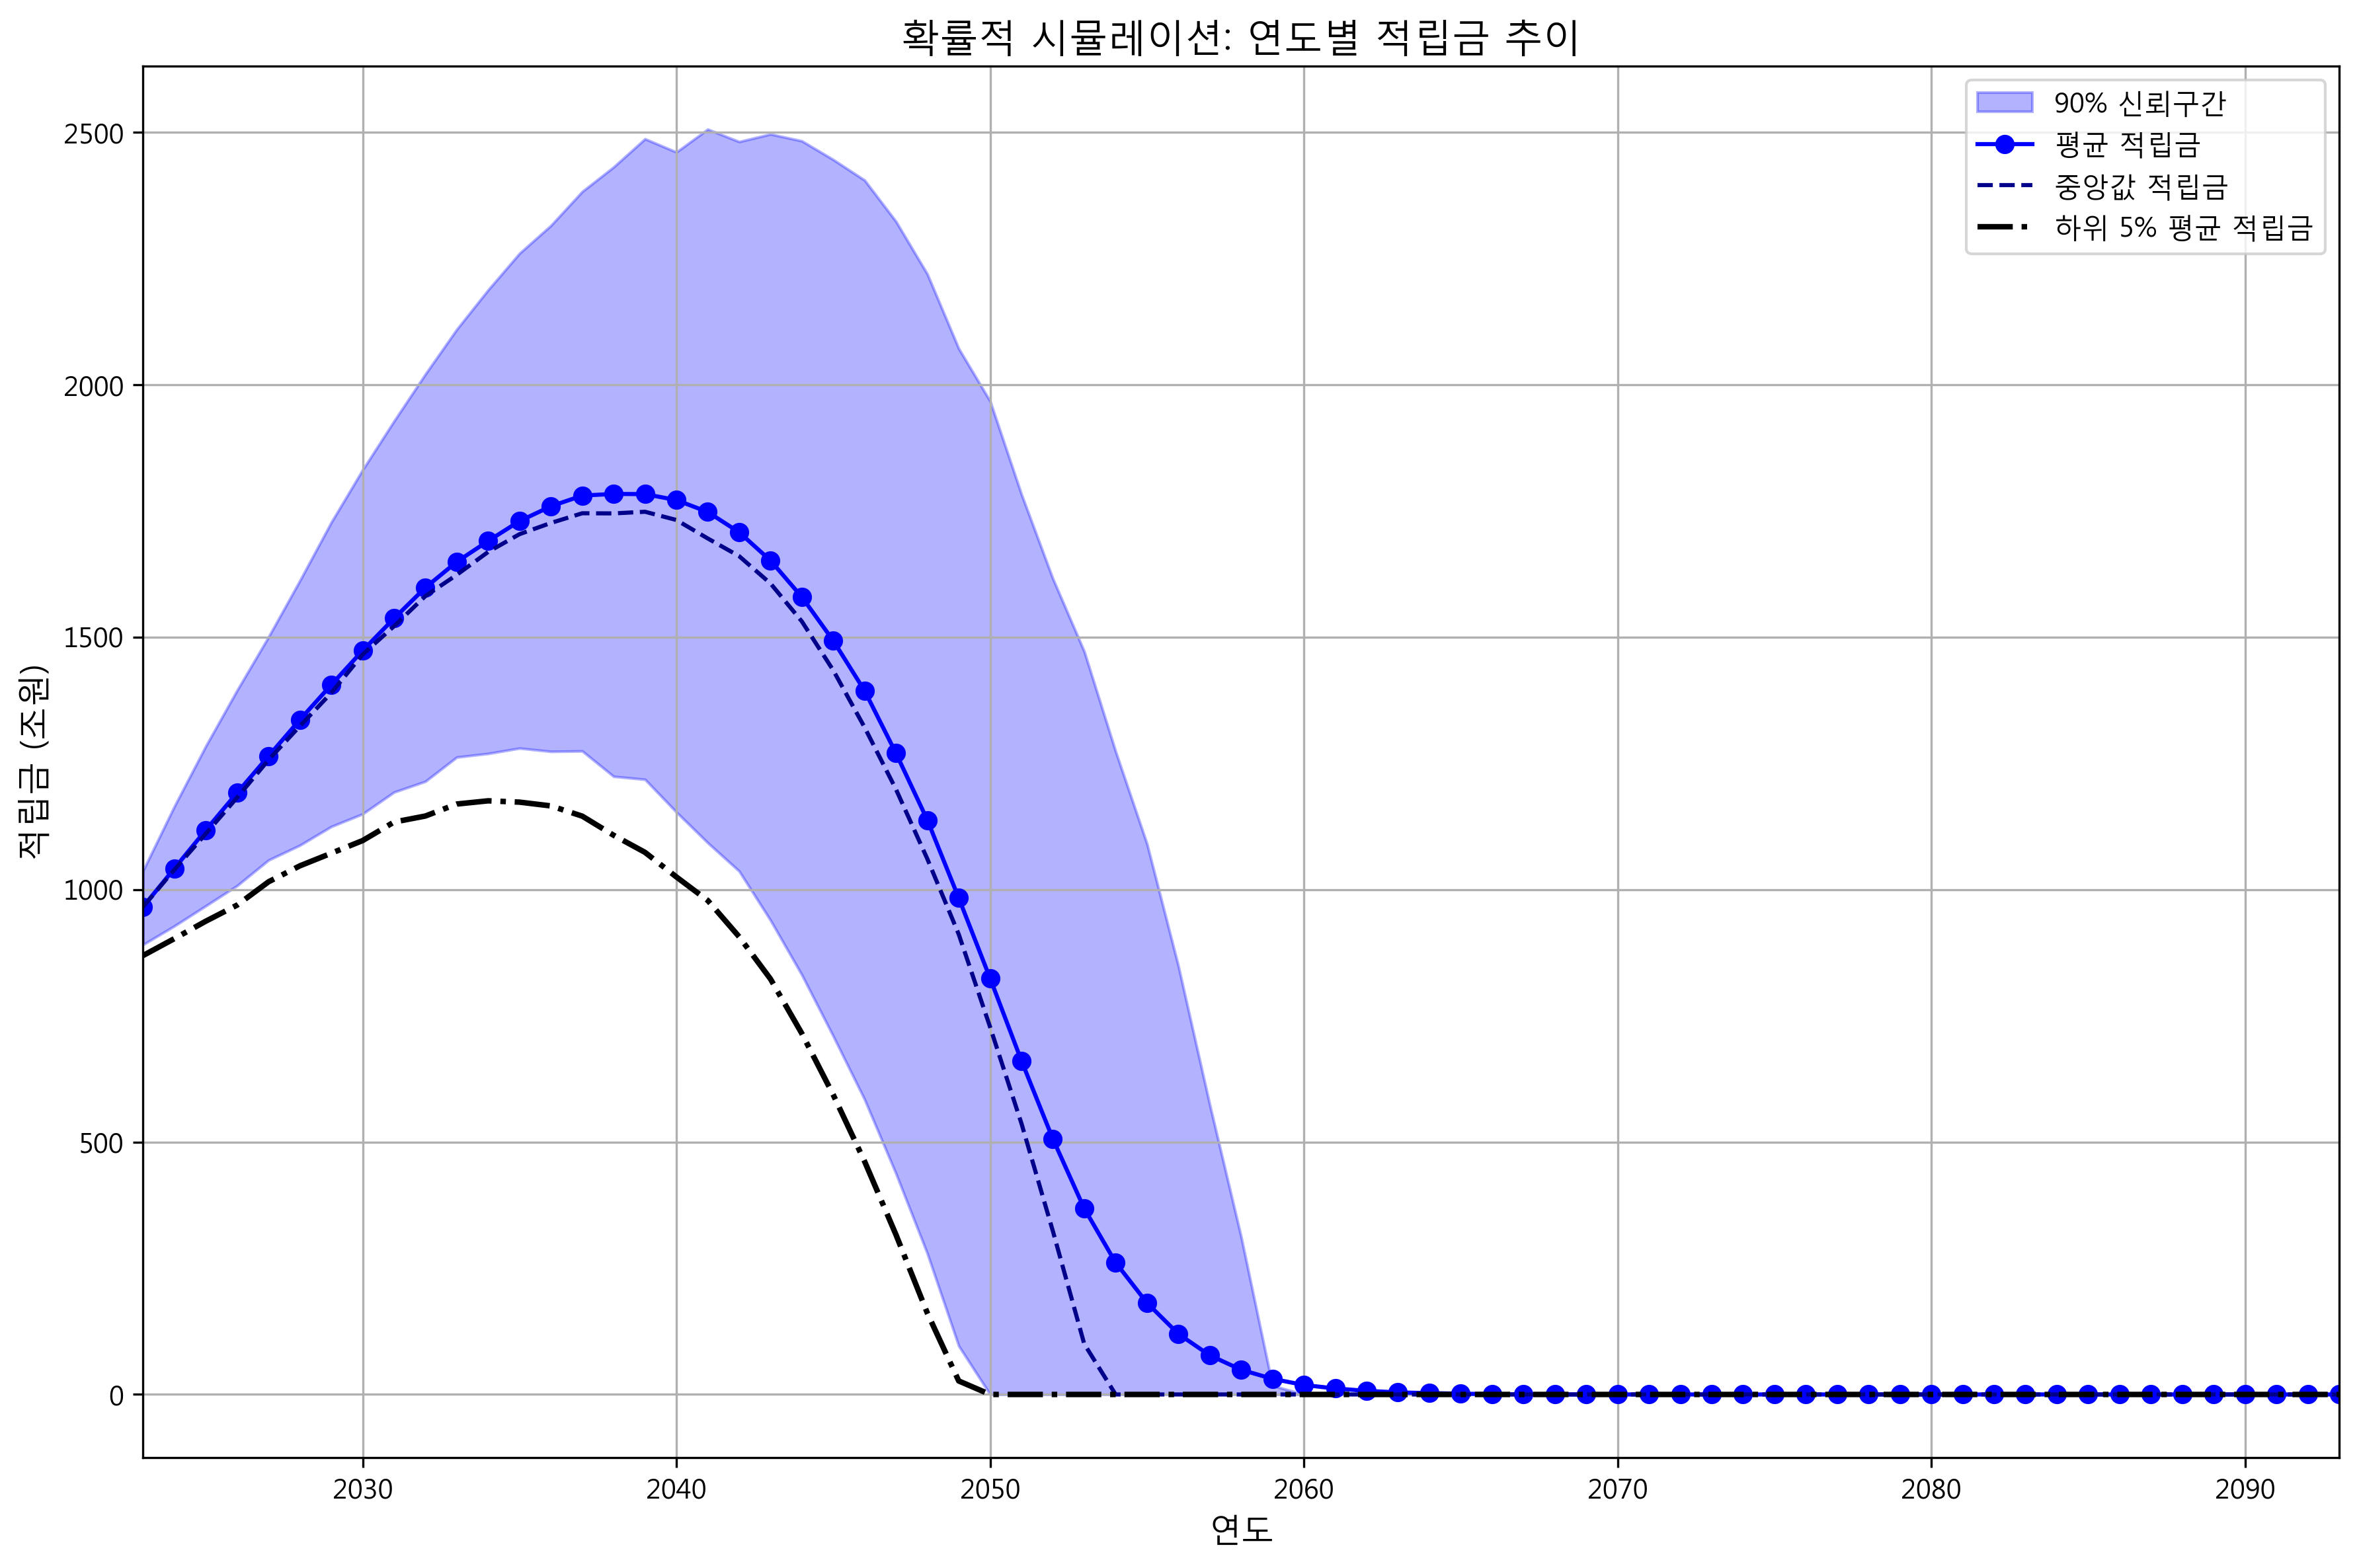 확률적 시뮬레이션: 연도별 적립금 추이
90% 신뢰구간
평균 적립금
중앙값 적립금
하위 5% 평균 적립금
적립금 (조원)
2500
2000
1500
1000
500
0
2030
2040
2050
2060
2070
2080
2090
연도